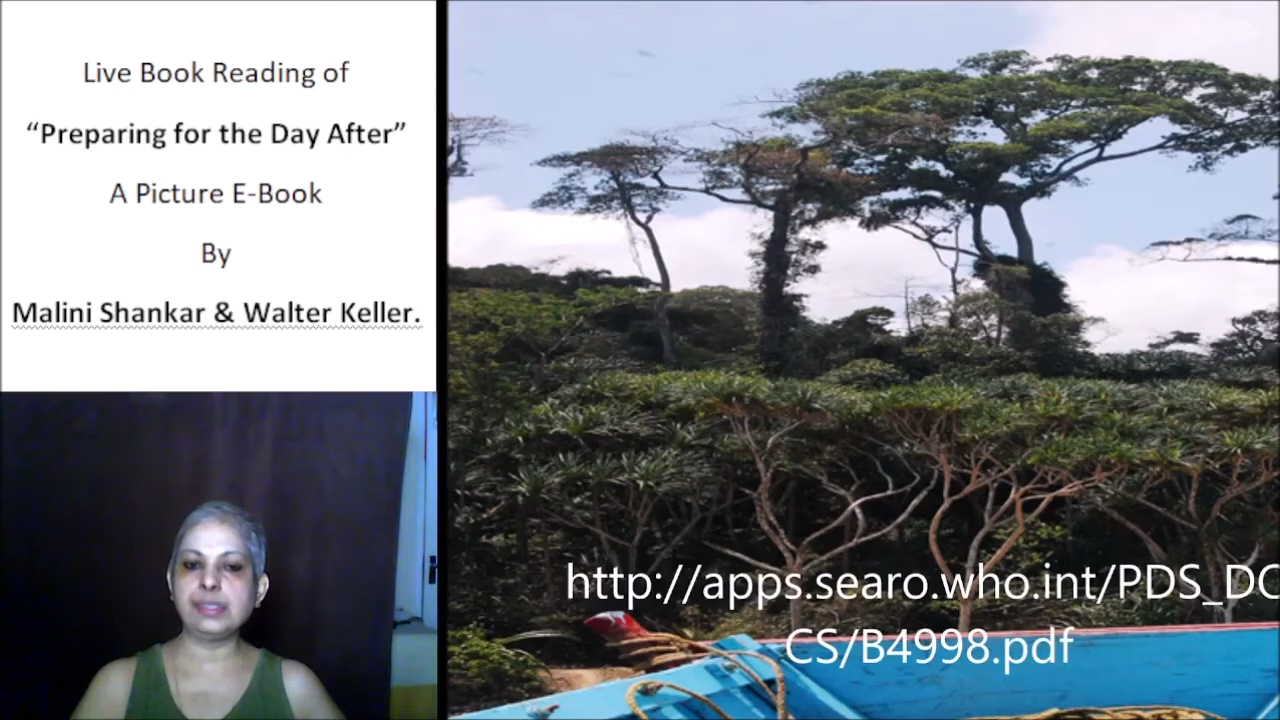 Live Book Reading of
“Preparing for the Day After”
A Picture E-Book
By
Malini Shankar & Walter Keller.
http://apps.searo.who.int/PDS_DO
CS/B4998.pdf